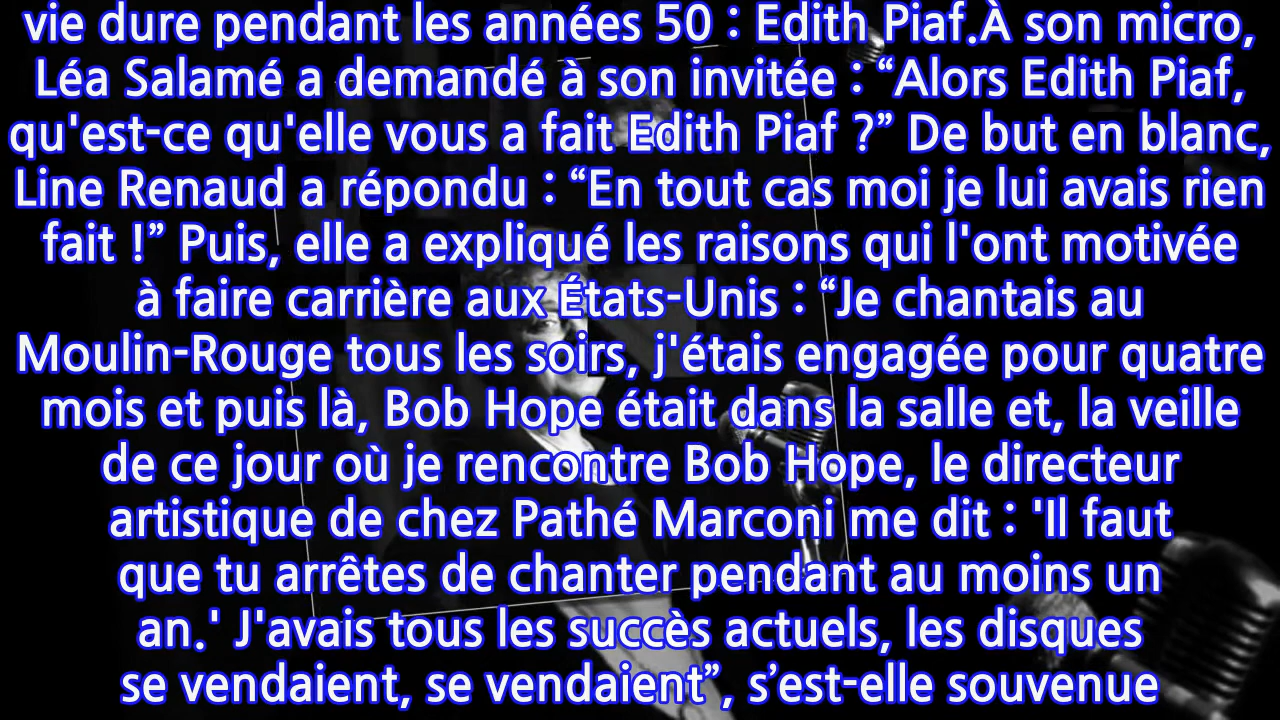 vie dure pendant les années 50 : Edith Piaf.À son micro,
Léa Salamé a demandé à son invitée : “Alors Edith Piaf,
qu'est-ce qu'elle vous a fait Edith Piaf ?” De but en blanc,
Line Renaud a répondu : “En tout cas moi je lui avais rien
fait !” Puis, elle a expliqué les raisons qui l'ont motivée
à faire carrière aux États-Unis : “Je chantais au
Moulin-Rouge tous les soirs, j'étais engagée pour quatre
mois et puis là, Bob Hope était dans la salle et, la veille
de ce jour où je rencontre Bob Hope, le directeur
artistique de chez Pathé Marconi me dit : 'Il faut
que tu arrêtes de chanter pendant au moins un
an.' J'avais tous les succès actuels, les disques
se vendaient, se vendaient”, s’est-elle souvenue